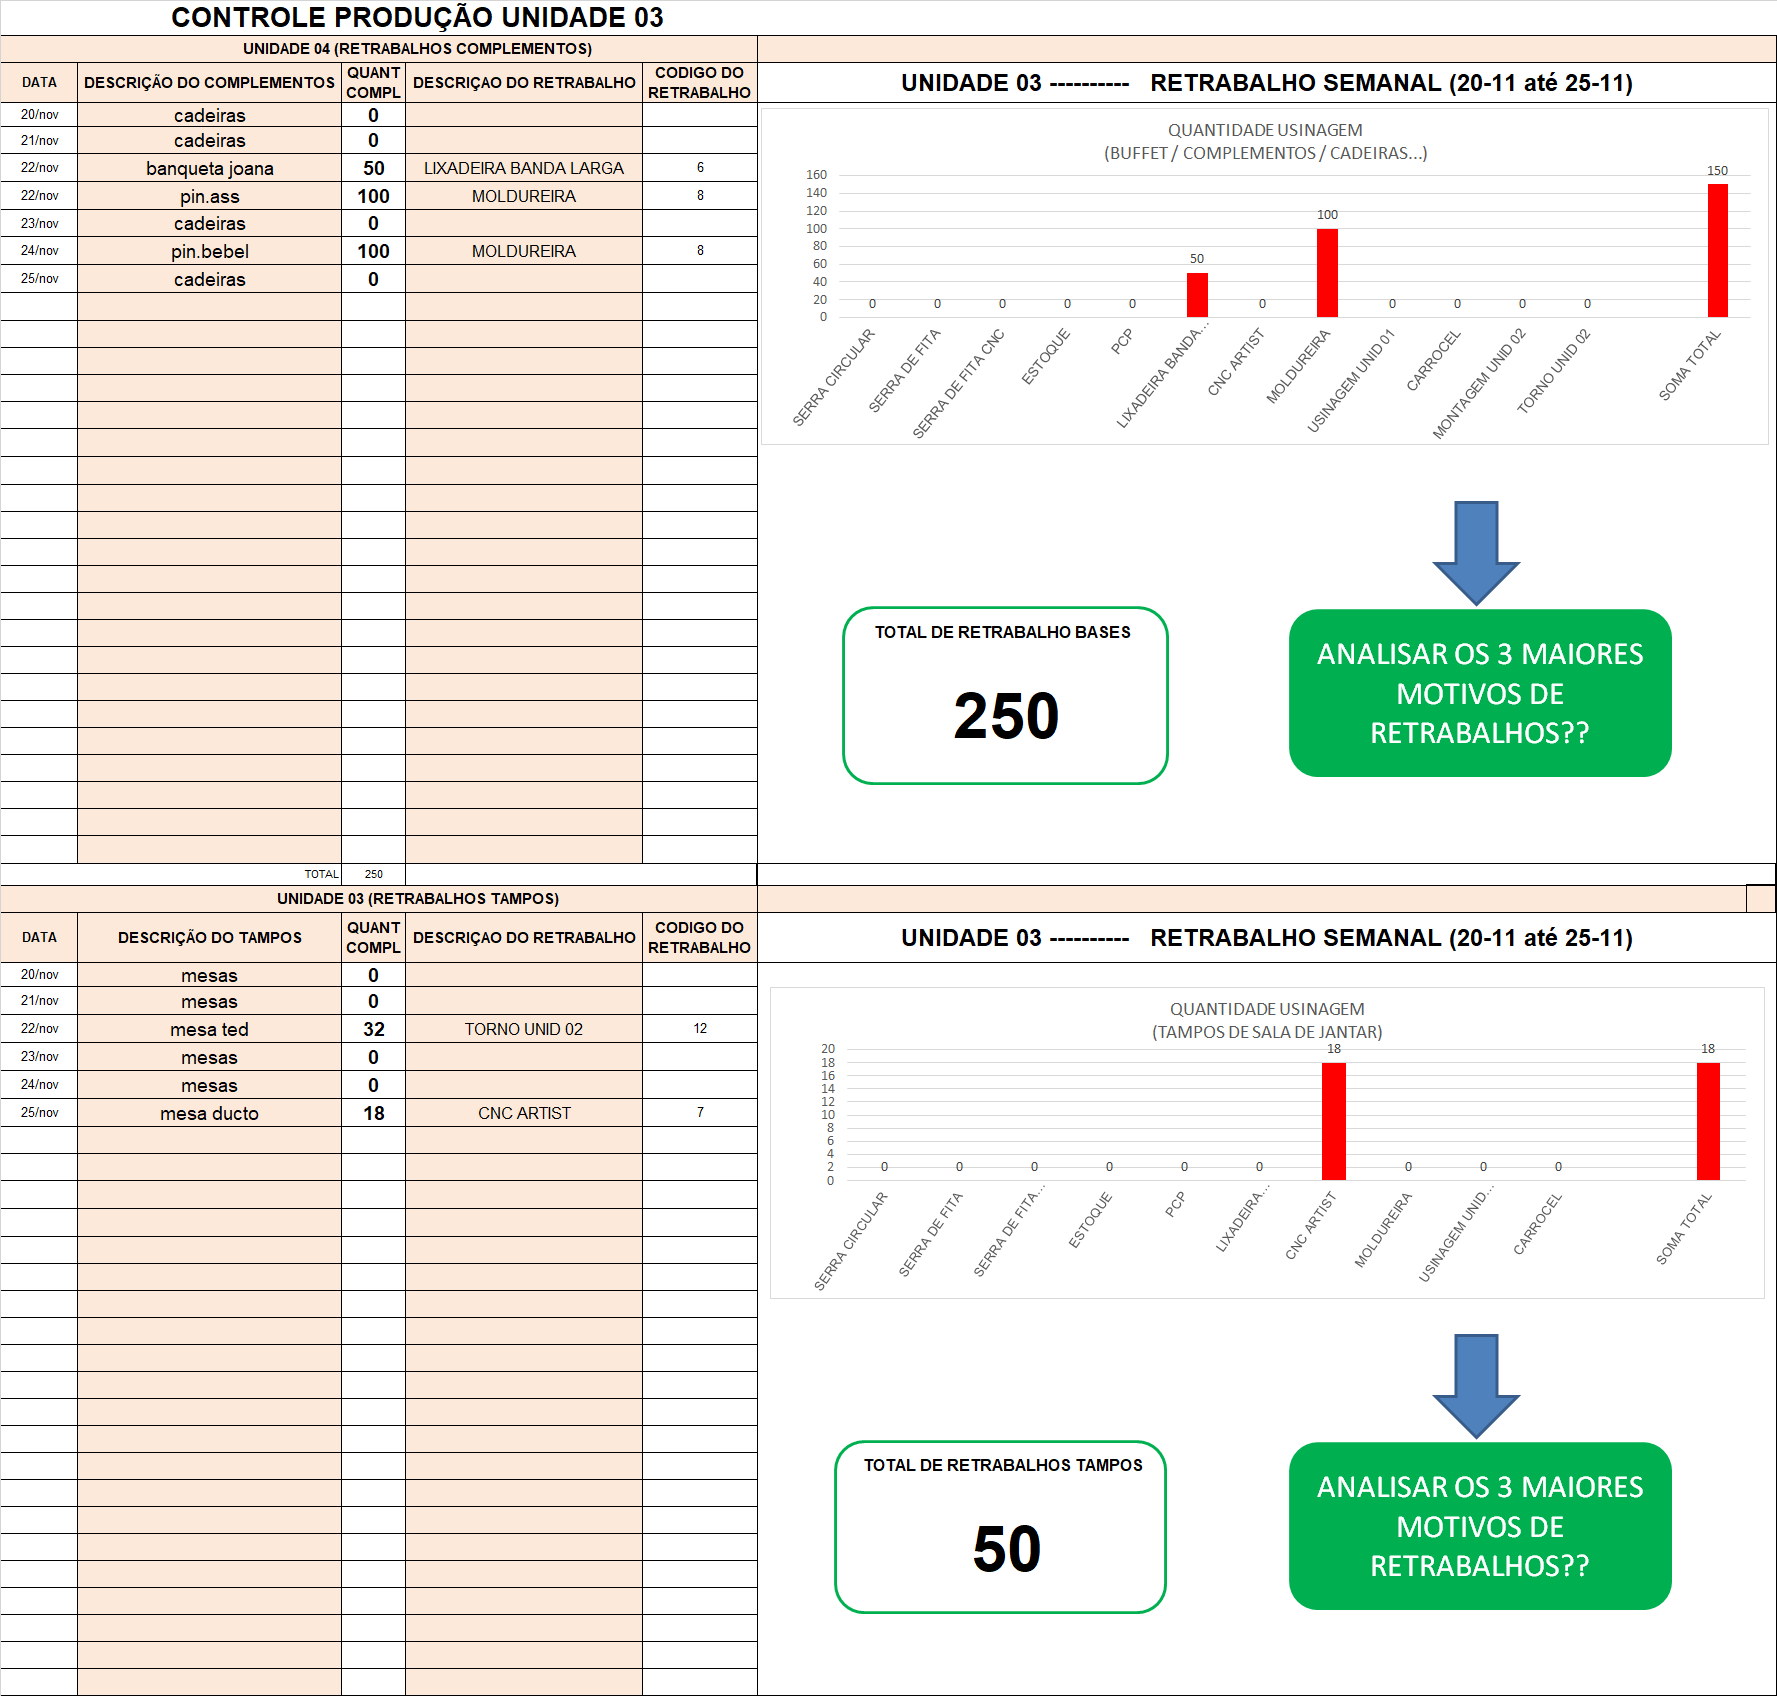 CONTROLE PRODUÇÃO UNIDADE 03
UNIDADE 04 (RETRABALHOS COMPLEMENTOS)
DATA DESCRIÇÃO DO COMPLEMENTOS QUANT COMPL DESCRIÇAO DO RETRABALHO CODIGO DO RETRABALHO
20/nov cadeiras 0
21/nov cadeiras 0
22/nov banqueta joana 50 LIXADEIRA BANDA LARGA 6
22/nov pin.ass 100 MOLDUREIRA 8
23/nov cadeiras 0
24/nov pin.bebel 100 MOLDUREIRA 8
25/nov cadeiras 0
TOTAL 250
UNIDADE 03 ---------- RETRABALHO SEMANAL (20-11 até 25-11)
QUANTIDADE USINAGEM
(BUFFET / COMPLEMENTOS / CADEIRAS...)
160
140
120
100
80
60
40
20
0
0 0 0 0 0 50 0 100 0 0 0 0 150
SERRA CIRCULAR
SERRA DE FITA
SERRA DE FITA CNC
ESTOQUE
PCP
LIXADEIRA BANDA...
CNC ARTIST
MOLDUREIRA
USINAGEM UNID 01
CARROCEL
MONTAGEM UNID 02
TORNO UNID 02
SOMA TOTAL
TOTAL DE RETRABALHO BASES
250
ANALISAR OS 3 MAIORES
MOTIVOS DE
RETRABALHOS??
UNIDADE 03 (RETRABALHOS TAMPOS)
DATA DESCRIÇÃO DO TAMPOS QUANT COMPL DESCRIÇAO DO RETRABALHO CODIGO DO RETRABALHO
20/nov mesas 0
21/nov mesas 0
22/nov mesa ted 32 TORNO UNID 02 12
23/nov mesas 0
24/nov mesas 0
25/nov mesa ducto 18 CNC ARTIST 7
UNIDADE 03 ---------- RETRABALHO SEMANAL (20-11 até 25-11)
QUANTIDADE USINAGEM
(TAMPOS DE SALA DE JANTAR)
20
18
16
14
12
10
8
6
4
2
0
0 0 0 0 0 0 18 0 0 0 18
SERRA CIRCULAR
SERRA DE FITA
SERRA DE FITA...
ESTOQUE
PCP
LIXADEIRA...
CNC ARTIST
MOLDUREIRA
USINAGEM UNID...
CARROCEL
SOMA TOTAL
TOTAL DE RETRABALHOS TAMPOS
50
ANALISAR OS 3 MAIORES
MOTIVOS DE
RETRABALHOS??